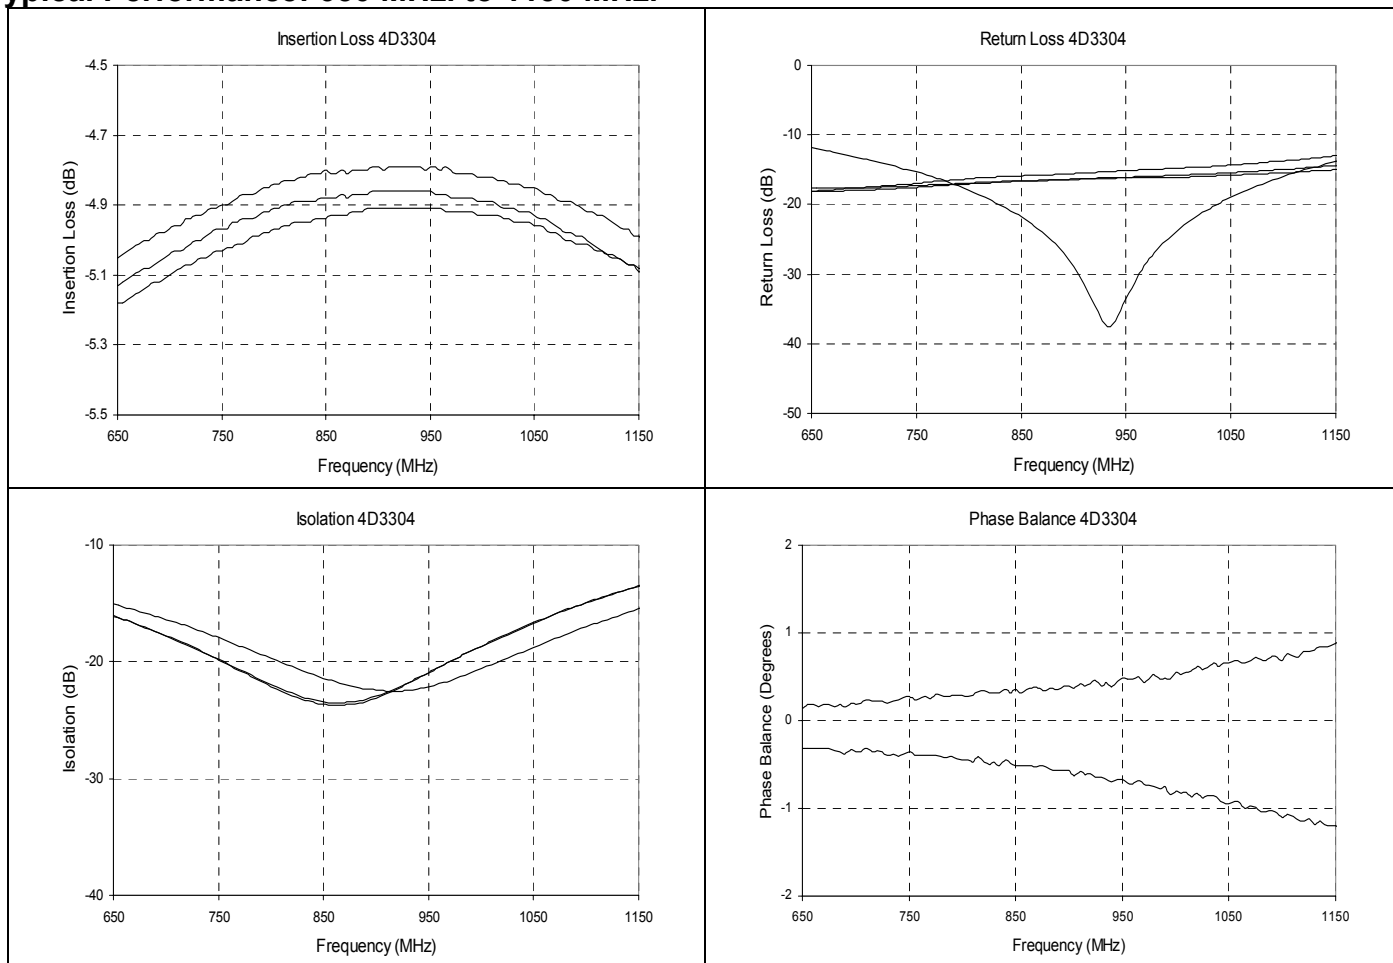 ypical Performance: 650 MHz. to 1150 MHz.
Insertion Loss 4D3304
-4.5
-4.7
-4.9
-5.1
-5.3
-5.5
Insertion Loss (dB)
650 750 850 950 1050 1150
Frequency (MHz)
Return Loss 4D3304
0
-10
-20
-30
-40
-50
Return Loss (dB)
650 750 850 950 1050 1150
Frequency (MHz)
Isolation 4D3304
-10
-20
-30
-40
Isolation (dB)
650 750 850 950 1050 1150
Frequency (MHz)
Phase Balance 4D3304
2
1
0
-1
-2
Phase Balance (Degrees)
650 750 850 950 1050 1150
Frequency (MHz)